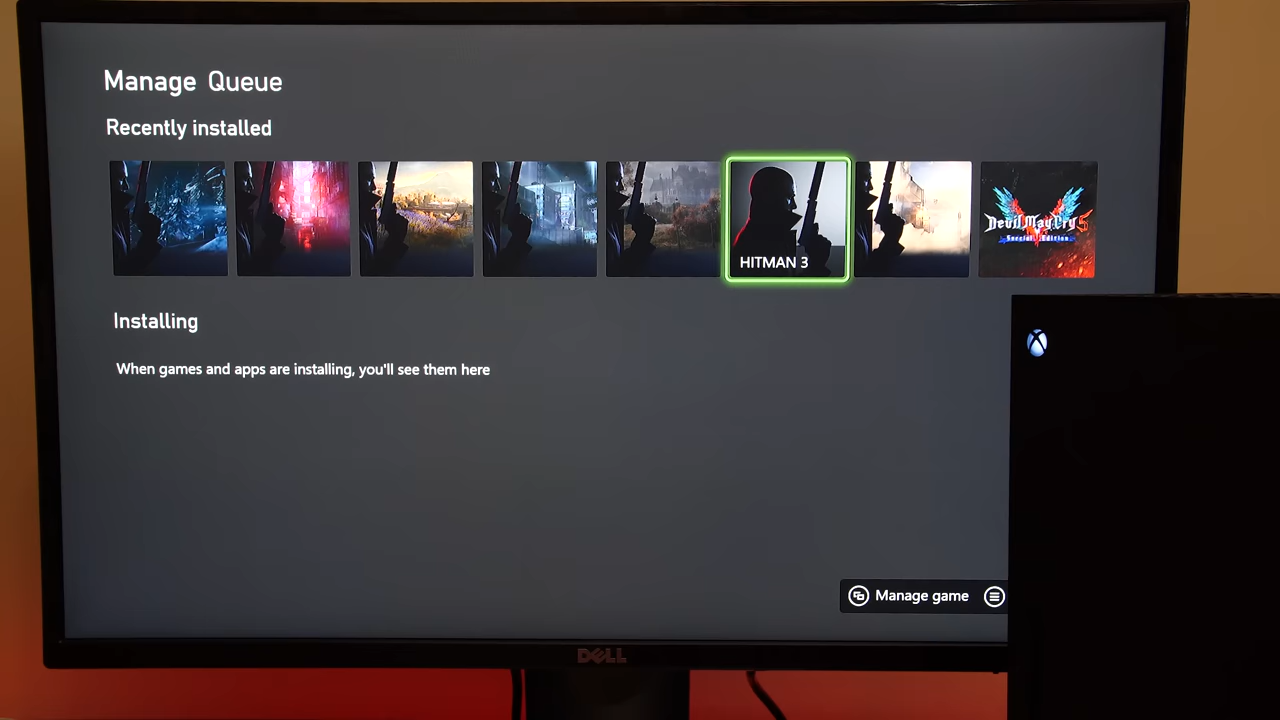 Manage Queue
Recently installed
HITMAN 3
Devil May Cry 5
Special Edition
Installing
When games and apps are installing, you'll see them here
Manage game
DELL